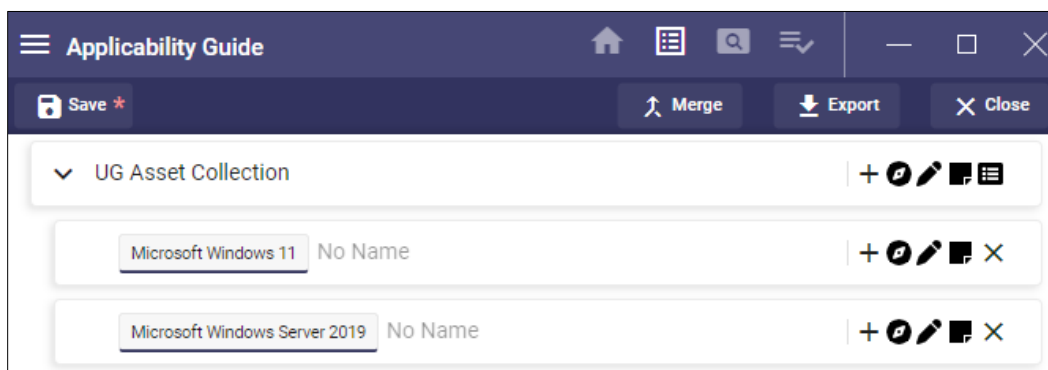 Applicability Guide
Save * Merge Export Close
UG Asset Collection
Microsoft Windows 11 No Name
Microsoft Windows Server 2019 No Name